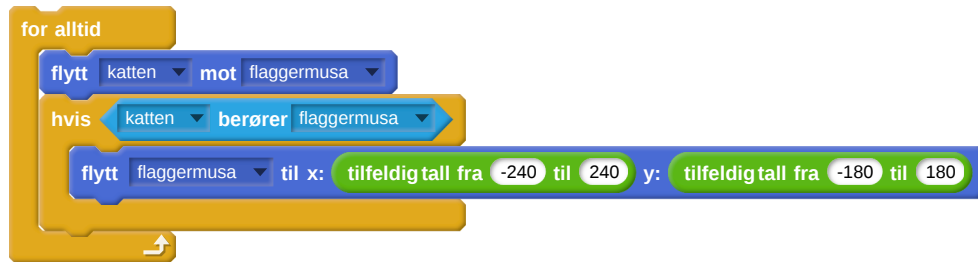 for alltid
flytt katten mot flaggermusa
hvis katten berører flaggermusa
flytt flaggermusa til x: tilfeldig tall fra -240 til 240 y: tilfeldig tall fra -180 til 180